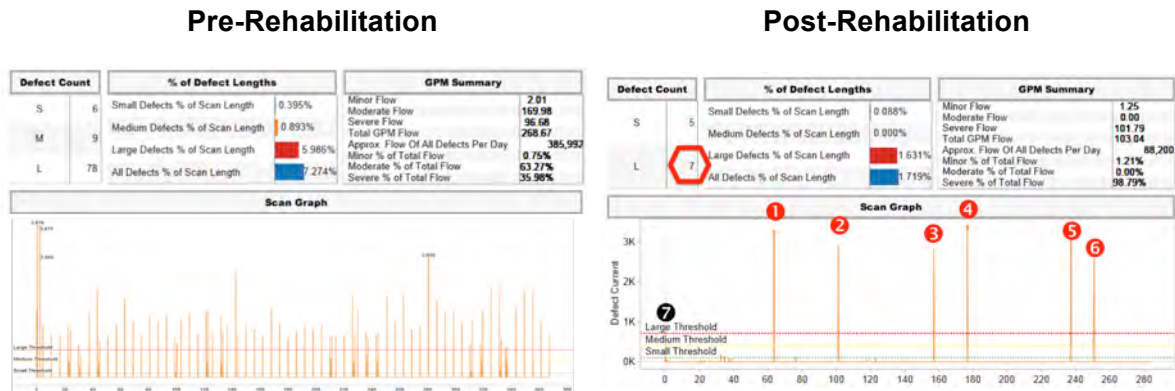 Pre-Rehabilitation
Post-Rehabilitation
Defect Count
% of Defect Lengths
GPM Summary
S 6
M 9
L 78
Small Defects % of Scan Length 0.395%
Medium Defects % of Scan Length 0.893%
Large Defects % of Scan Length 5.986%
All Defects % of Scan Length 7.274%
Minor Flow 2.01
Moderate Flow 169.98
Severe Flow 96.68
Total GPM Flow 268.67
Approx. Flow Of All Defects Per Day 385,992
Minor % of Total Flow 0.75%
Moderate % of Total Flow 63.27%
Severe % of Total Flow 35.98%
Scan Graph
Large Threshold
Medium Threshold
Small Threshold
Defect Count
% of Defect Lengths
GPM Summary
S 5
L 7
Small Defects % of Scan Length 0.088%
Medium Defects % of Scan Length 0.000%
Large Defects % of Scan Length 1.631%
All Defects % of Scan Length 1.719%
Minor Flow 1.25
Moderate Flow 0.00
Severe Flow 101.79
Total GPM Flow 103.04
Approx. Flow Of All Defects Per Day 88,200
Minor % of Total Flow 1.21%
Moderate % of Total Flow 0.00%
Severe % of Total Flow 98.79%
Scan Graph
1 2 3 4 5 6
7
Defect Current
3K
2K
1K
0K
Large Threshold
Medium Threshold
Small Threshold
0 20 40 60 80 100 120 140 160 180 200 220 240 260 280